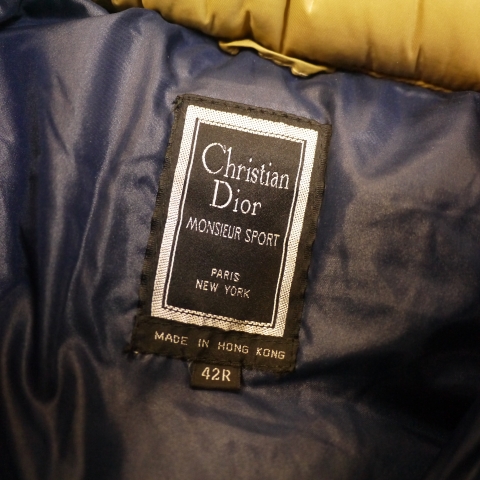 Christian
Dior
MONSIEUR SPORT
PARIS
NEW YORK
MADE IN HONG KONG
42R